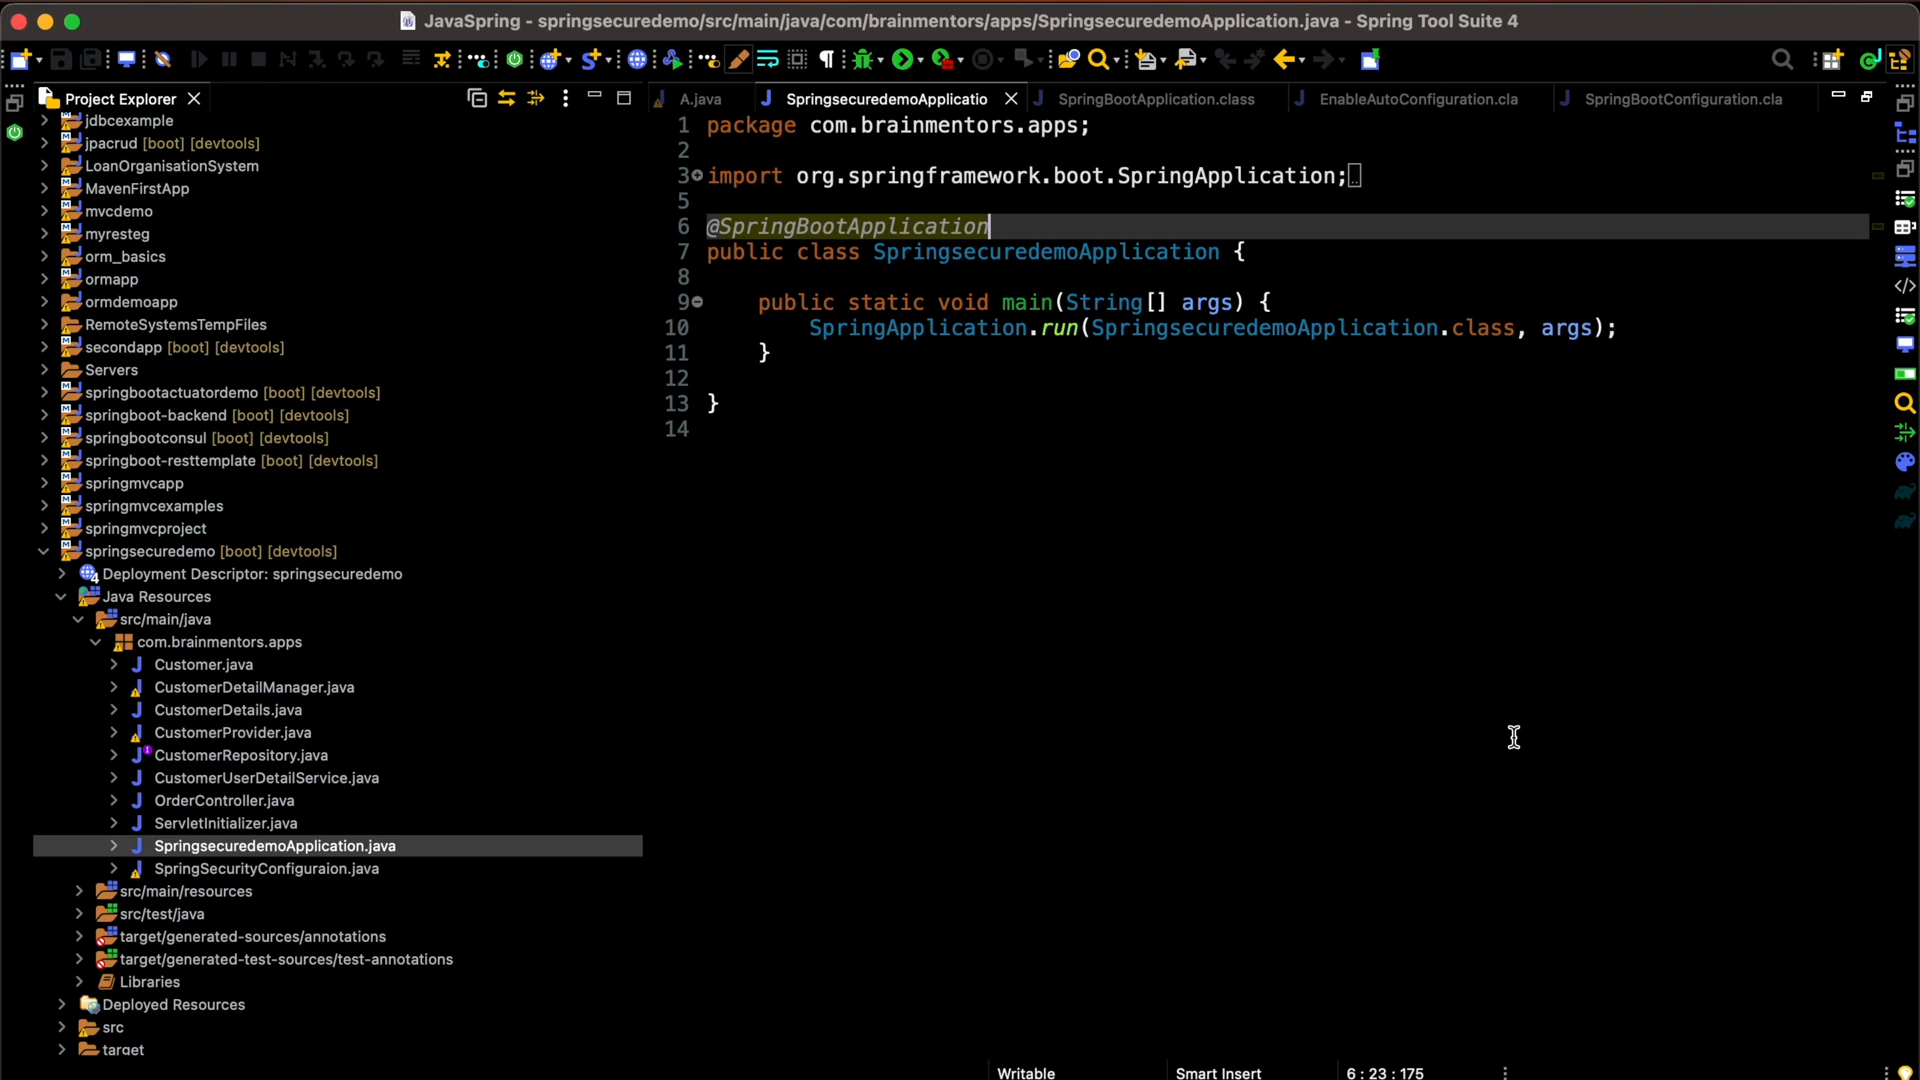 JavaSpring - springsecuredemo/src/main/java/com/brainmentors/apps/SpringsecuredemoApplication.java - Spring Tool Suite 4
Project Explorer
jdbcexample
jpacrud [boot] [devtools]
LoanOrganisationSystem
MavenFirstApp
mvcdemo
myresteg
orm_basics
ormapp
ormdemoapp
RemoteSystemsTempFiles
secondapp [boot] [devtools]
Servers
springbootactuatordemo [boot] [devtools]
springboot-backend [boot] [devtools]
springbootconsul [boot] [devtools]
springboot-resttemplate [boot] [devtools]
springmvcapp
springmvcexamples
springmvcproject
springsecuredemo [boot] [devtools]
Deployment Descriptor: springsecuredemo
Java Resources
src/main/java
com.brainmentors.apps
Customer.java
CustomerDetailManager.java
CustomerDetails.java
CustomerProvider.java
CustomerRepository.java
CustomerUserDetailService.java
OrderController.java
ServletInitializer.java
SpringsecuredemoApplication.java
SpringSecurityConfiguraion.java
src/main/resources
src/test/java
target/generated-sources/annotations
target/generated-test-sources/test-annotations
Libraries
Deployed Resources
src
target
A.java
SpringsecuredemoApplicatio
SpringBootApplication.class
EnableAutoConfiguration.cla
SpringBootConfiguration.cla
1 package com.brainmentors.apps;
2
3 import org.springframework.boot.SpringApplication;
5
6 @SpringBootApplication
7 public class SpringsecuredemoApplication {
8
9 public static void main(String[] args) {
10 SpringApplication.run(SpringsecuredemoApplication.class, args);
11 }
12
13 }
14
Writable
Smart Insert
6 : 23 : 175